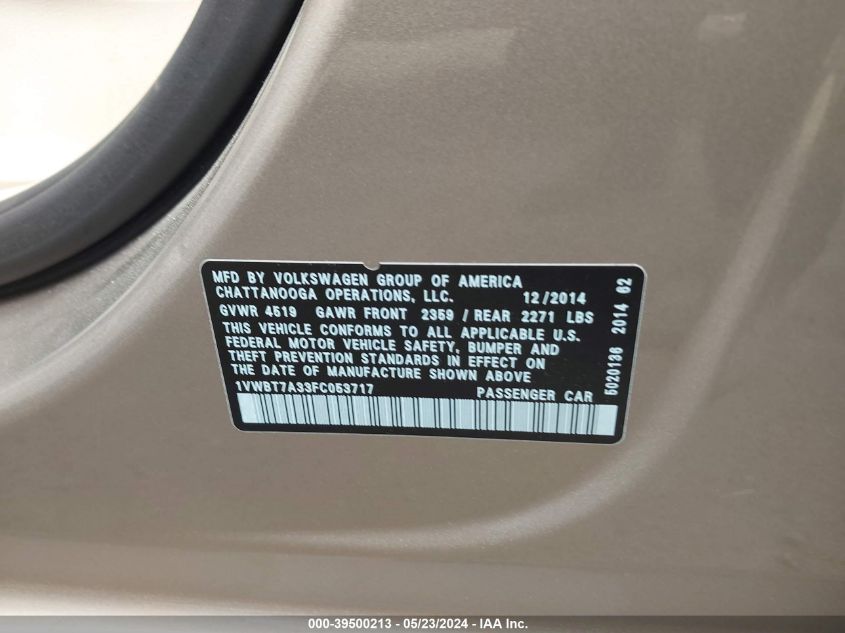 MFD BY VOLKSWAGEN GROUP OF AMERICA
CHATTANOOGA OPERATIONS, LLC. 12/2014
GVWR 4519 GAWR FRONT 2359 / REAR 2271 LBS
THIS VEHICLE CONFORMS TO ALL APPLICABLE U.S.
FEDERAL MOTOR VEHICLE SAFETY, BUMPER AND
THEFT PREVENTION STANDARDS IN EFFECT ON
THE DATE OF MANUFACTURE SHOWN ABOVE
1VWBT7A33FC053717 PASSENGER CAR
5020136 2014 02
000-39500213 - 05/23/2024 - IAA Inc.